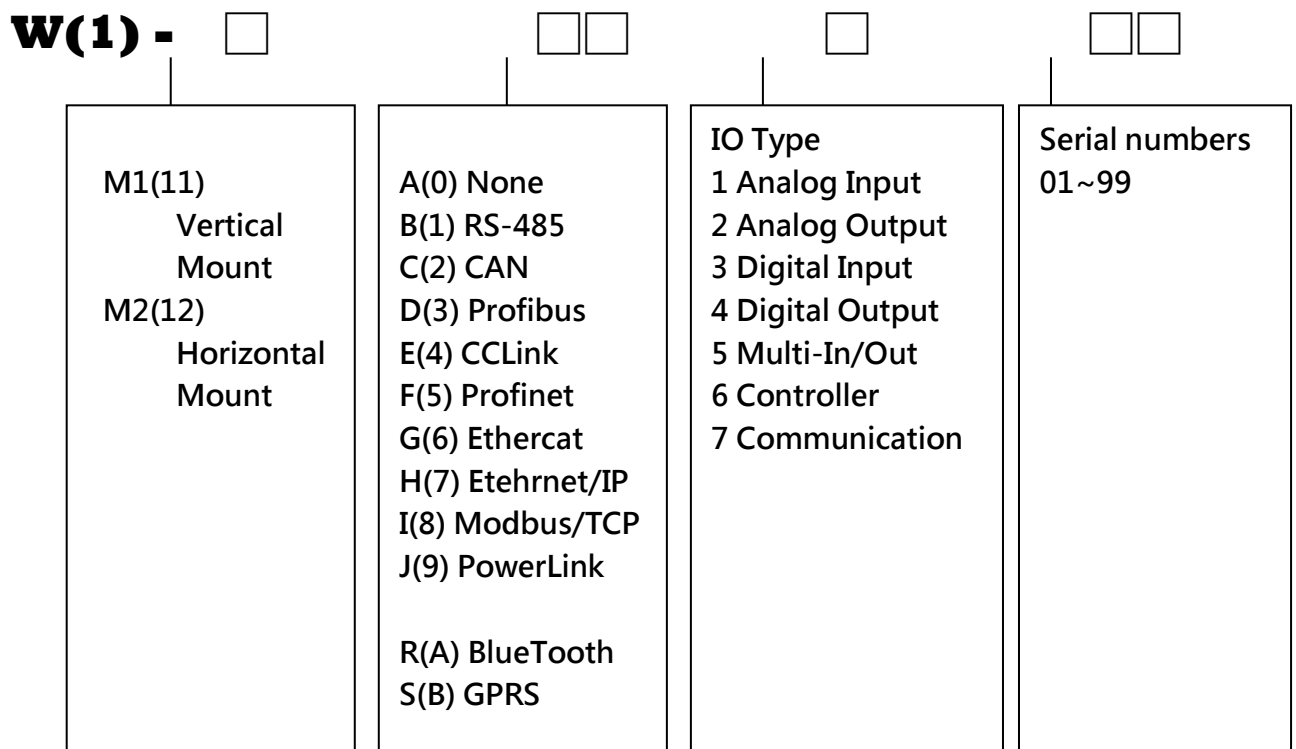 W(1) - □ □□ □ □□
M1(11)
Vertical
Mount
M2(12)
Horizontal
Mount
A(0) None
B(1) RS-485
C(2) CAN
D(3) Profibus
E(4) CCLink
F(5) Profinet
G(6) Ethercat
H(7) Etehrnet/IP
I(8) Modbus/TCP
J(9) PowerLink
R(A) BlueTooth
S(B) GPRS
IO Type
1 Analog Input
2 Analog Output
3 Digital Input
4 Digital Output
5 Multi-In/Out
6 Controller
7 Communication
Serial numbers
01~99